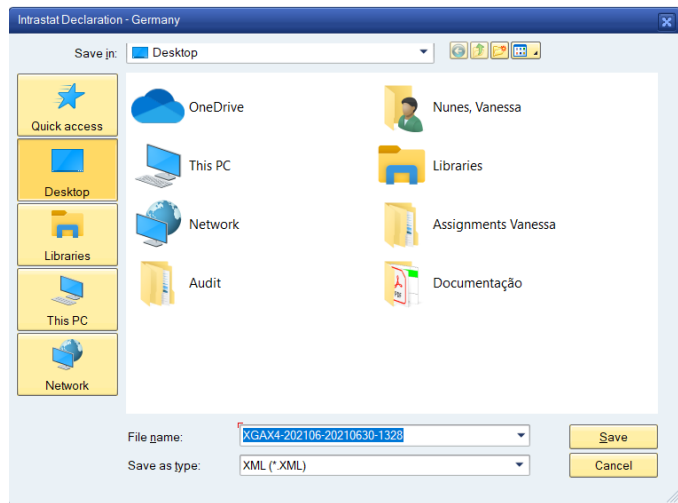 Intrastat Declaration - Germany
Save in: Desktop
Quick access
Desktop
Libraries
This PC
Network
OneDrive
Nunes, Vanessa
This PC
Libraries
Network
Assignments Vanessa
Audit
PDF
Documentação
File name: XGAX4-202106-20210630-1328
Save
Save as type: XML (*.XML)
Cancel